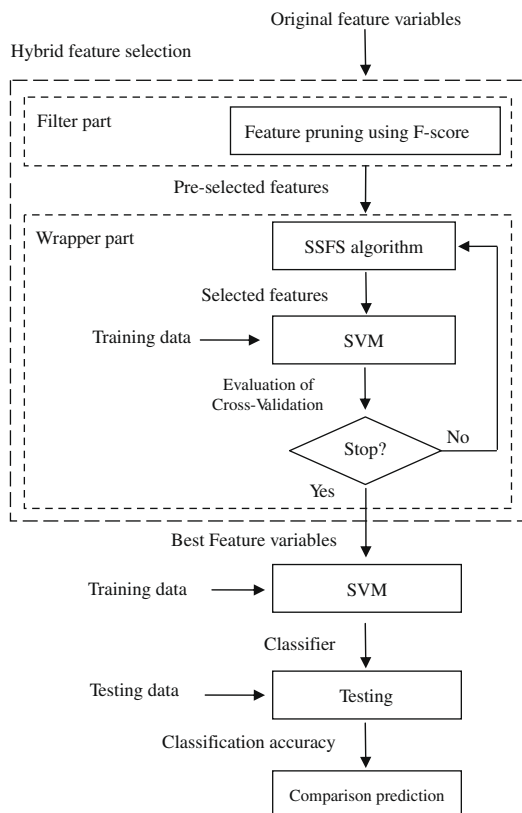 Original feature variables
Hybrid feature selection
Filter part
Feature pruning using F-score
Pre-selected features
Wrapper part
SSFS algorithm
Selected features
Training data
SVM
Evaluation of
Cross-Validation
Stop?
No
Yes
Best Feature variables
Training data
SVM
Classifier
Testing data
Testing
Classification accuracy
Comparison prediction